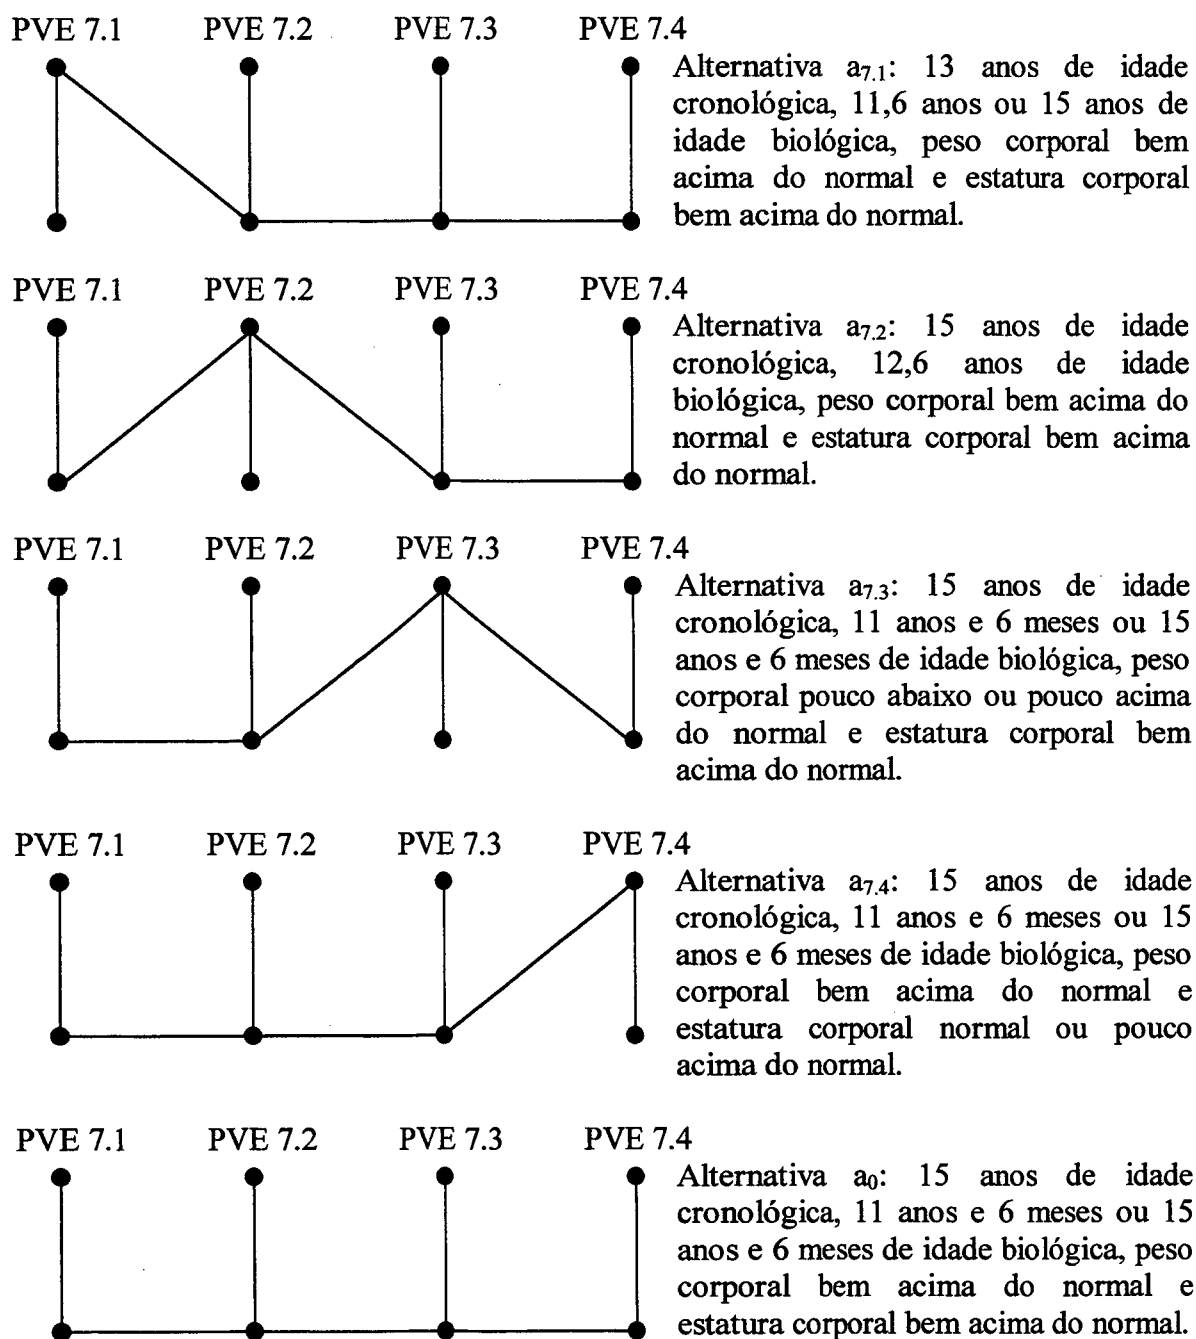 PVE 7.1 PVE 7.2 PVE 7.3 PVE 7.4
Alternativa a7.1: 13 anos de idade
cronológica, 11,6 anos ou 15 anos de
idade biológica, peso corporal bem
acima do normal e estatura corporal
bem acima do normal.
PVE 7.1 PVE 7.2 PVE 7.3 PVE 7.4
Alternativa a7.2: 15 anos de idade
cronológica, 12,6 anos de idade
biológica, peso corporal bem acima do
normal e estatura corporal bem acima
do normal.
PVE 7.1 PVE 7.2 PVE 7.3 PVE 7.4
Alternativa a7.3: 15 anos de idade
cronológica, 11 anos e 6 meses ou 15
anos e 6 meses de idade biológica, peso
corporal pouco abaixo ou pouco acima
do normal e estatura corporal bem
acima do normal.
PVE 7.1 PVE 7.2 PVE 7.3 PVE 7.4
Alternativa a7.4: 15 anos de idade
cronológica, 11 anos e 6 meses ou 15
anos e 6 meses de idade biológica, peso
corporal bem acima do normal e
estatura corporal normal ou pouco
acima do normal.
PVE 7.1 PVE 7.2 PVE 7.3 PVE 7.4
Alternativa a0: 15 anos de idade
cronológica, 11 anos e 6 meses ou 15
anos e 6 meses de idade biológica, peso
corporal bem acima do normal e
estatura corporal bem acima do normal.